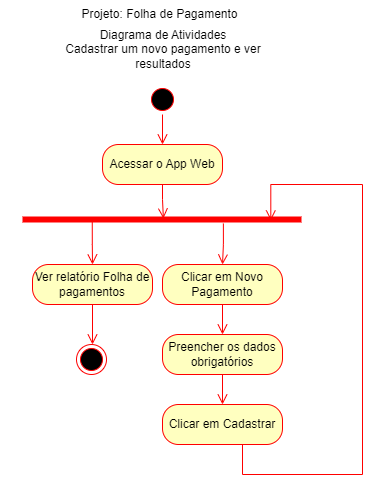 Projeto: Folha de Pagamento
Diagrama de Atividades
Cadastrar um novo pagamento e ver
resultados
Acessar o App Web
Ver relatório Folha de
pagamentos
Clicar em Novo
Pagamento
Preencher os dados
obrigatórios
Clicar em Cadastrar